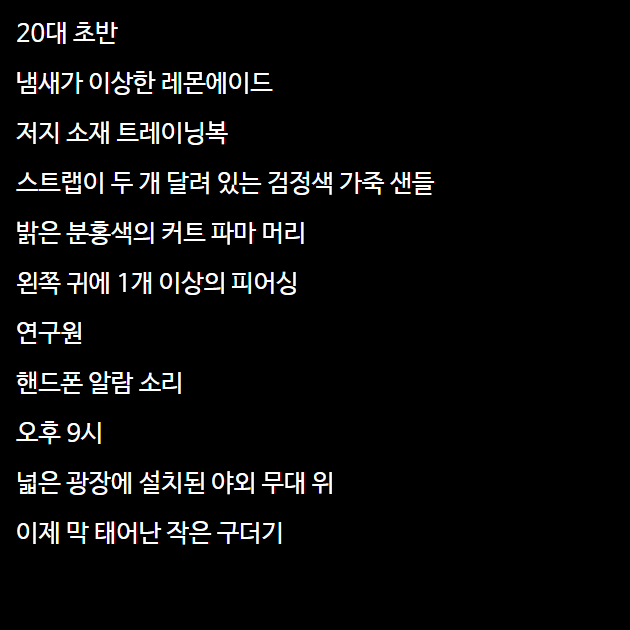 20대 초반
냄새가 이상한 레몬에이드
저지 소재 트레이닝복
스트랩이 두 개 달려 있는 검정색 가죽 샌들
밝은 분홍색의 커트 파마 머리
왼쪽 귀에 1개 이상의 피어싱
연구원
핸드폰 알람 소리
오후 9시
넓은 광장에 설치된 야외 무대 위
이제 막 태어난 작은 구더기